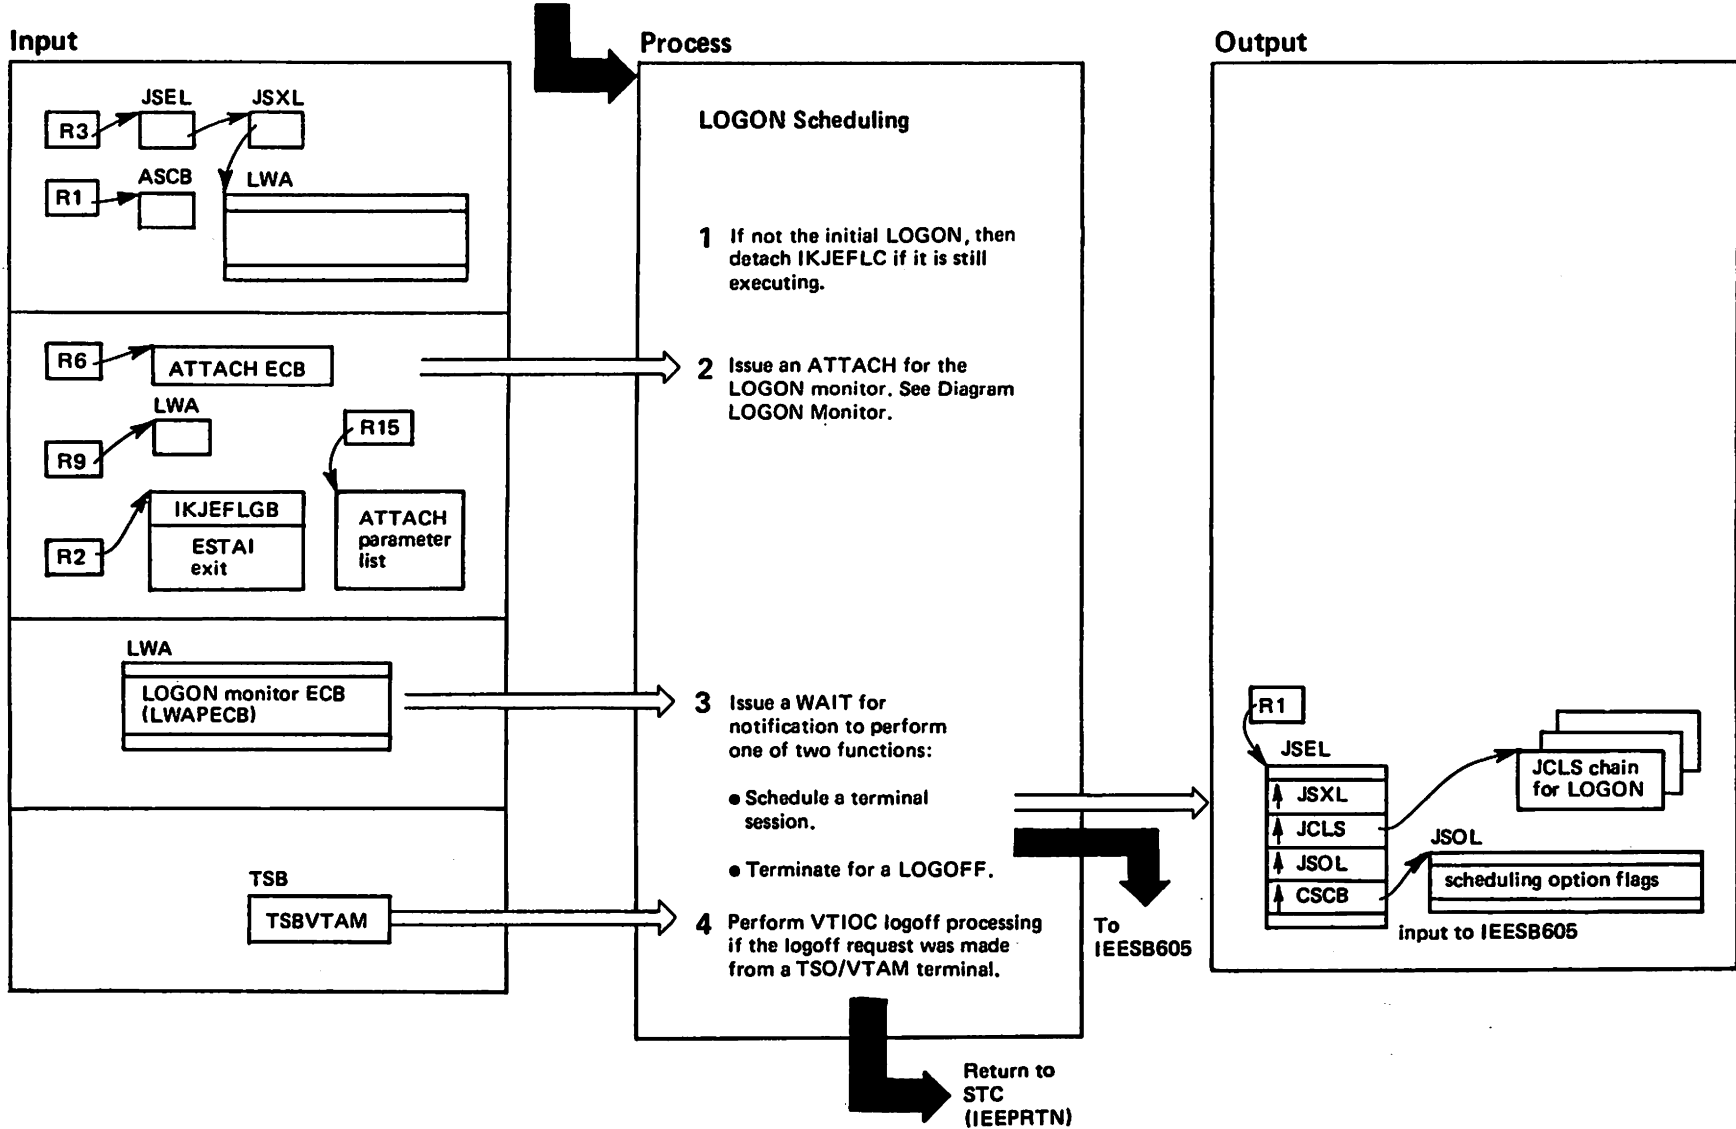 Input
JSEL
JSXL
R3
ASCB
LWA
R1
R6
ATTACH ECB
LWA
R15
R9
IKJEFLGB
ESTAI
exit
R2
ATTACH
parameter
list
LWA
LOGON monitor ECB
(LWAPECB)
TSB
TSBVTAM
Process
LOGON Scheduling
1 If not the initial LOGON, then
detach IKJEFLC if it is still
executing.
2 Issue an ATTACH for the
LOGON monitor. See Diagram
LOGON Monitor.
3 Issue a WAIT for
notification to perform
one of two functions:
● Schedule a terminal
session.
● Terminate for a LOGOFF.
4 Perform VTIOC logoff processing
if the logoff request was made
from a TSO/VTAM terminal.
To
IEESB605
Return to
STC
(IEEPRTN)
Output
R1
JSEL
JSXL
JCLS
JSOL
CSCB
JCLS chain
for LOGON
JSOL
scheduling option flags
input to IEESB605